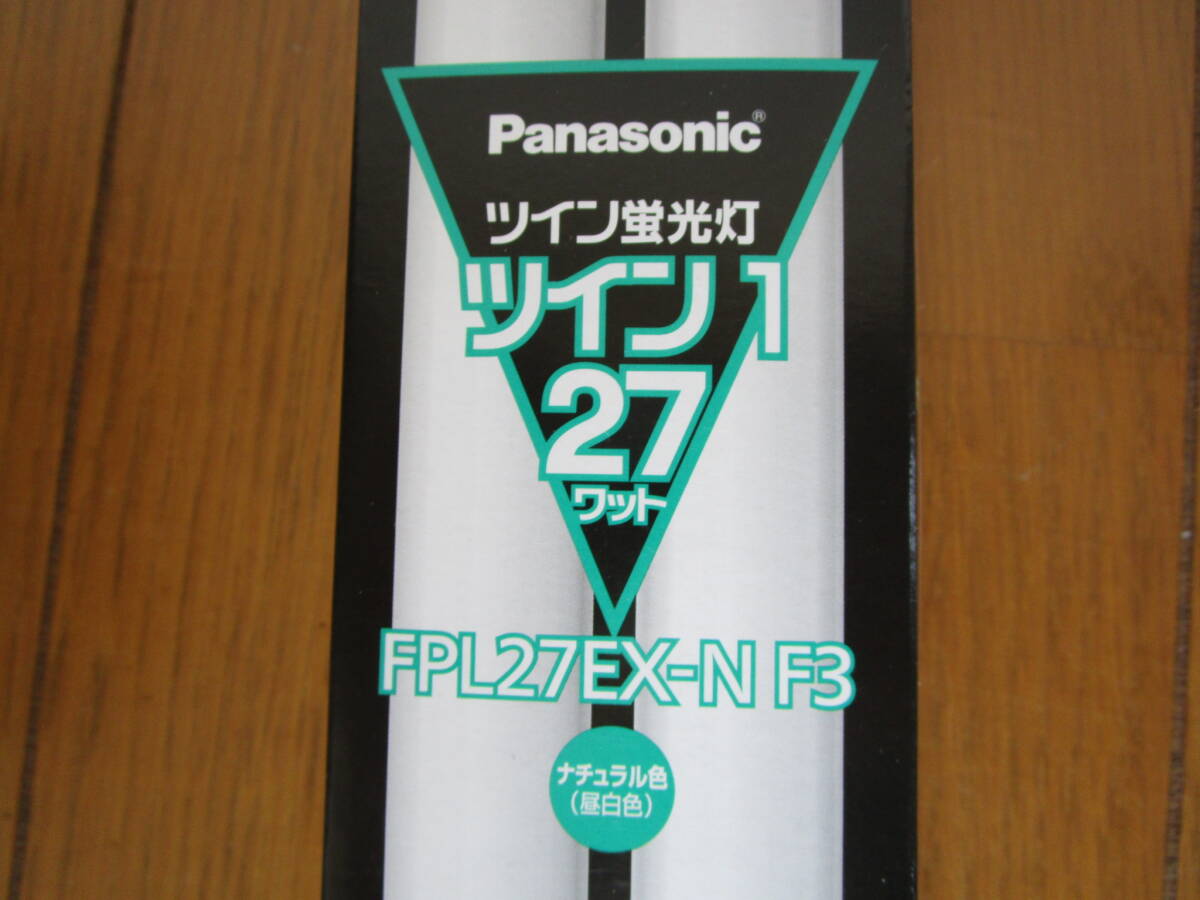 Panasonic®
ツイン蛍光灯
ツイン1
27
ワット
FPL27EX-N F3
ナチュラル色
(昼白色)